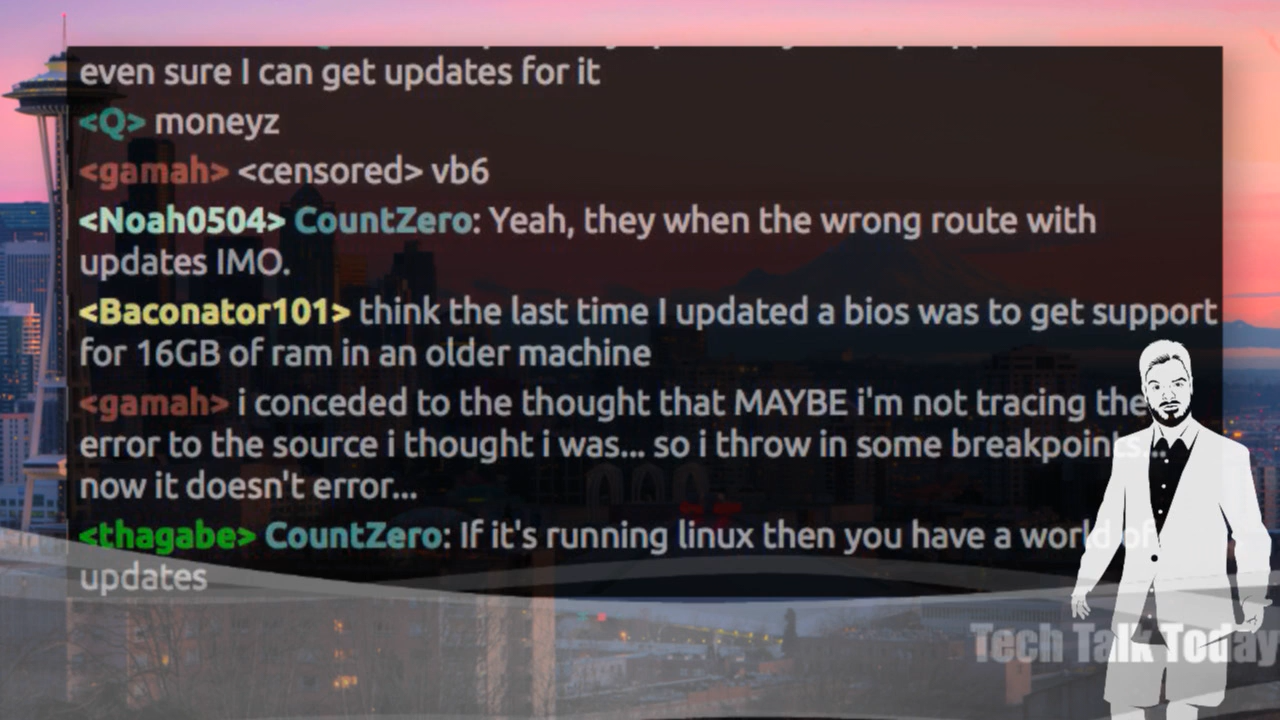 even sure I can get updates for it
<Q> moneyz
<gamah> <censored> vb6
<Noah0504> CountZero: Yeah, they when the wrong route with
updates IMO.
<Baconator101> think the last time I updated a bios was to get support
for 16GB of ram in an older machine
<gamah> i conceded to the thought that MAYBE i'm not tracing the
error to the source i thought i was... so i throw in some breakpoints...
now it doesn't error...
<thagabe> CountZero: If it's running linux then you have a world of
updates
Tech Talk Today